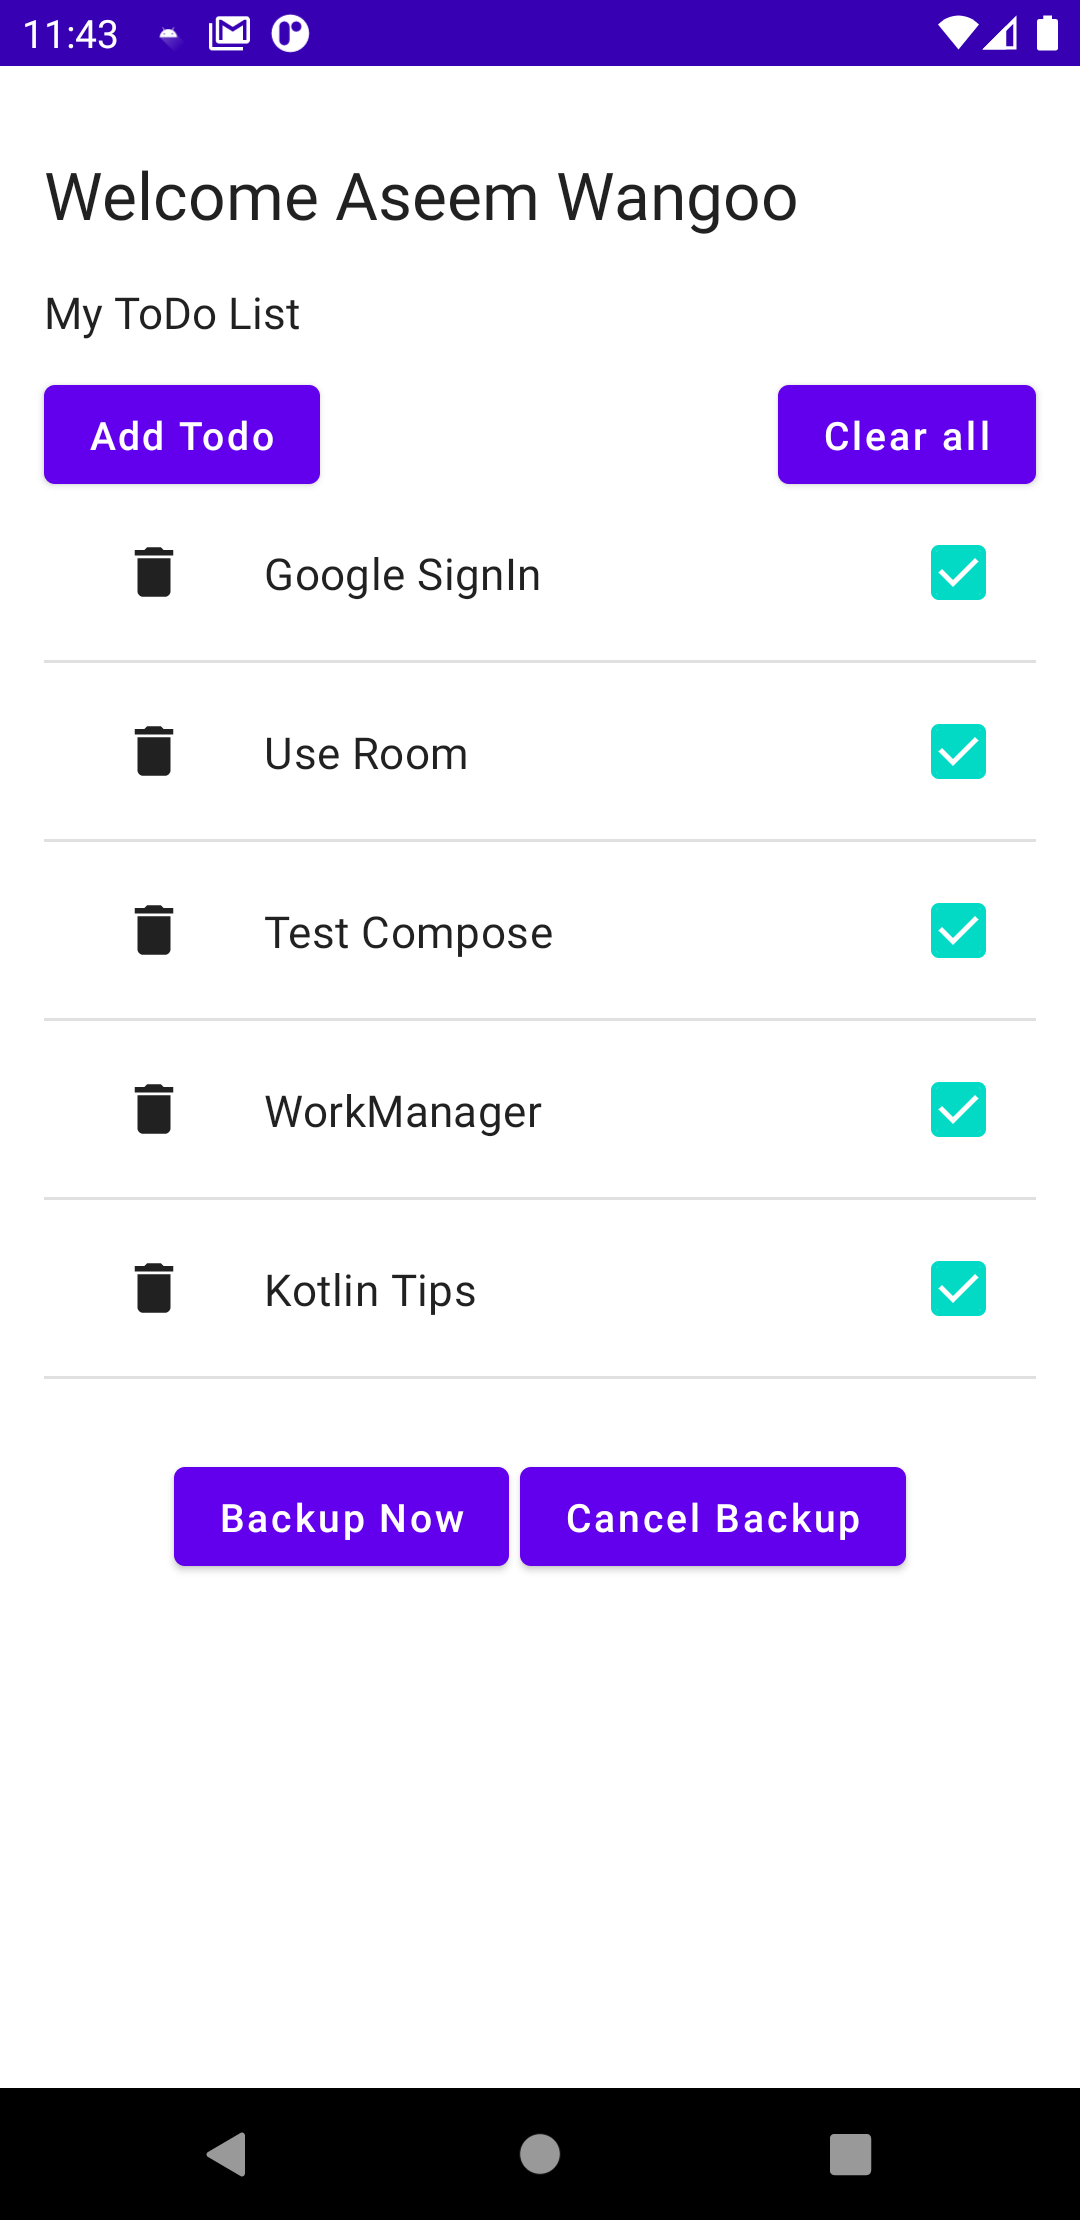 11:43
Welcome Aseem Wangoo
My ToDo List
Add Todo Clear all
Google SignIn
Use Room
Test Compose
WorkManager
Kotlin Tips
Backup Now Cancel Backup